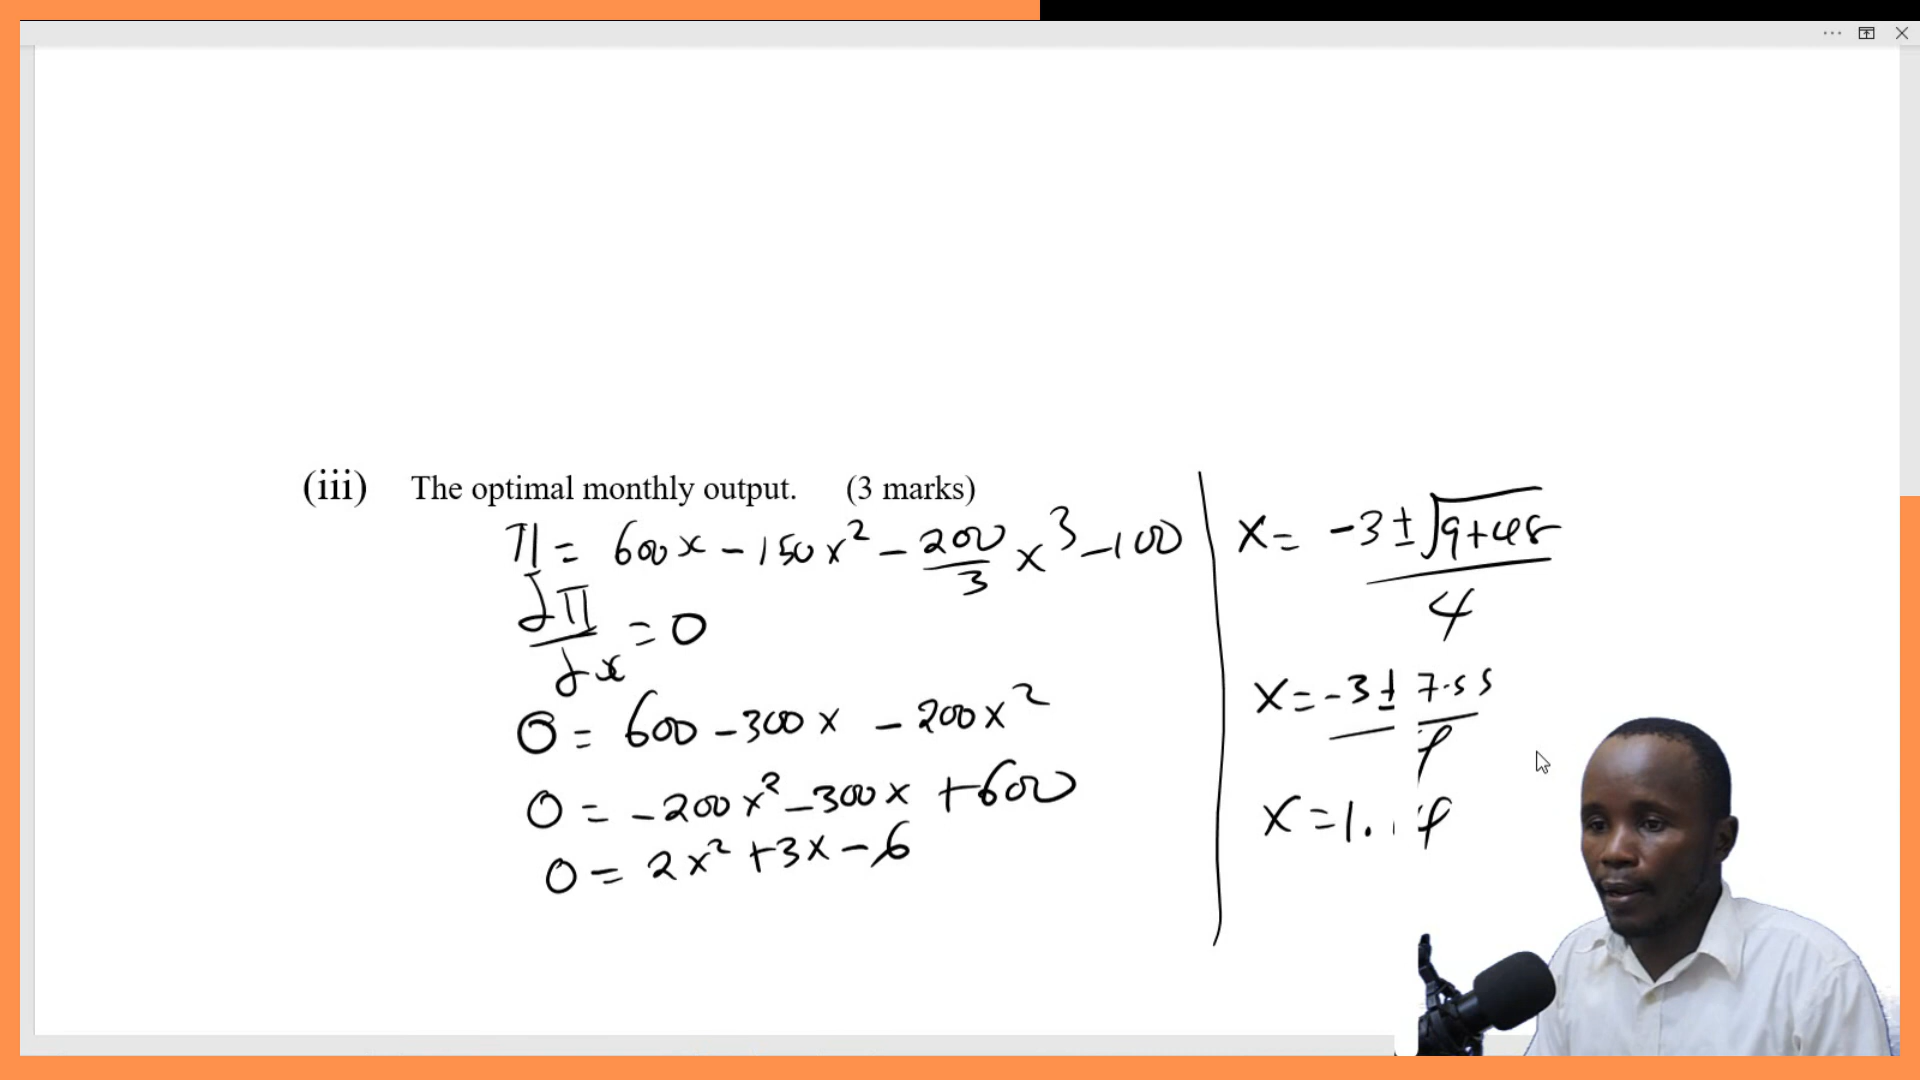 (iii) The optimal monthly output. (3 marks)
π = 600x - 150x² - 200/3 x³ - 100
dπ/dx = 0
0 = 600 - 300x - 200x²
0 = -200x² - 300x + 600
0 = 2x² + 3x - 6
x = -3 ± √9+48 / 4
x = -3 ± 7.55 / 4
x = 1.14